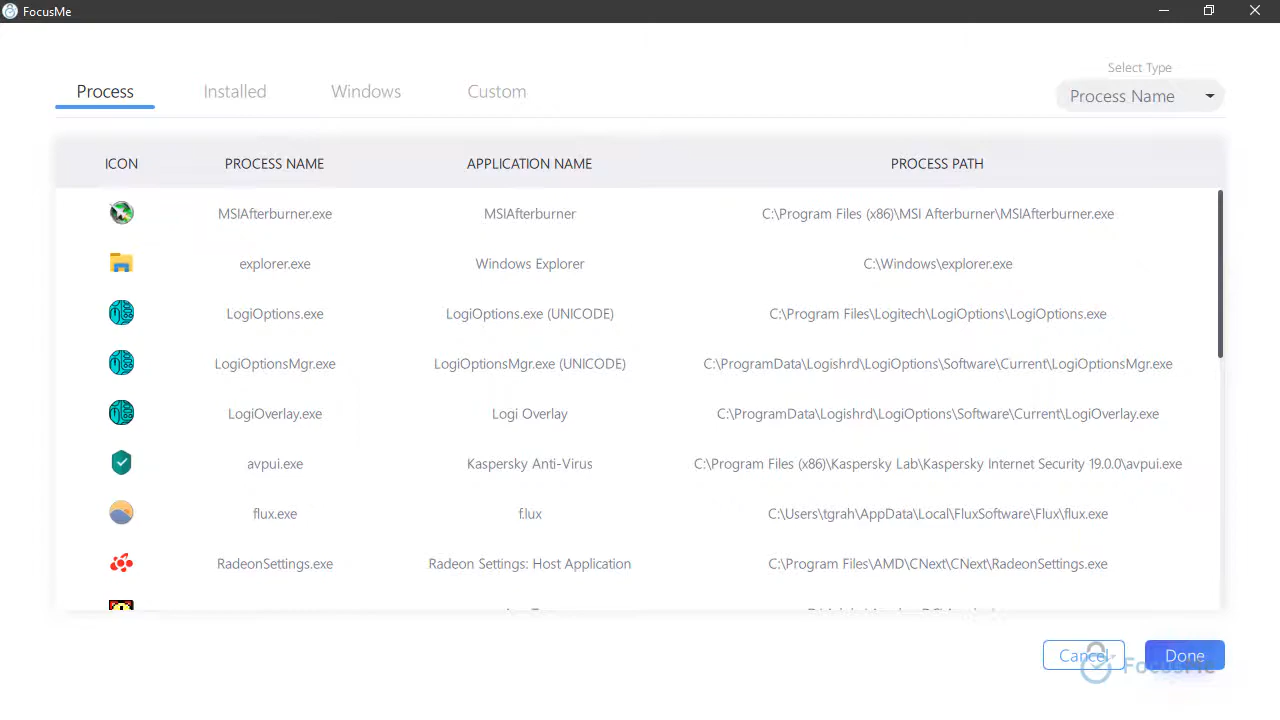 FocusMe
Select Type
Process Installed Windows Custom Process Name
ICON PROCESS NAME APPLICATION NAME PROCESS PATH
MSIAfterburner.exe MSIAfterburner C:\Program Files (x86)\MSI Afterburner\MSIAfterburner.exe
explorer.exe Windows Explorer C:\Windows\explorer.exe
LogiOptions.exe LogiOptions.exe (UNICODE) C:\Program Files\Logitech\LogiOptions\LogiOptions.exe
LogiOptionsMgr.exe LogiOptionsMgr.exe (UNICODE) C:\ProgramData\Logishrd\LogiOptions\Software\Current\LogiOptionsMgr.exe
LogiOverlay.exe Logi Overlay C:\ProgramData\Logishrd\LogiOptions\Software\Current\LogiOverlay.exe
avpui.exe Kaspersky Anti-Virus C:\Program Files (x86)\Kaspersky Lab\Kaspersky Internet Security 19.0.0\avpui.exe
flux.exe f.lux C:\Users\tgrah\AppData\Local\FluxSoftware\Flux\flux.exe
RadeonSettings.exe Radeon Settings: Host Application C:\Program Files\AMD\CNext\CNext\RadeonSettings.exe
Cancel Done
FocusMe